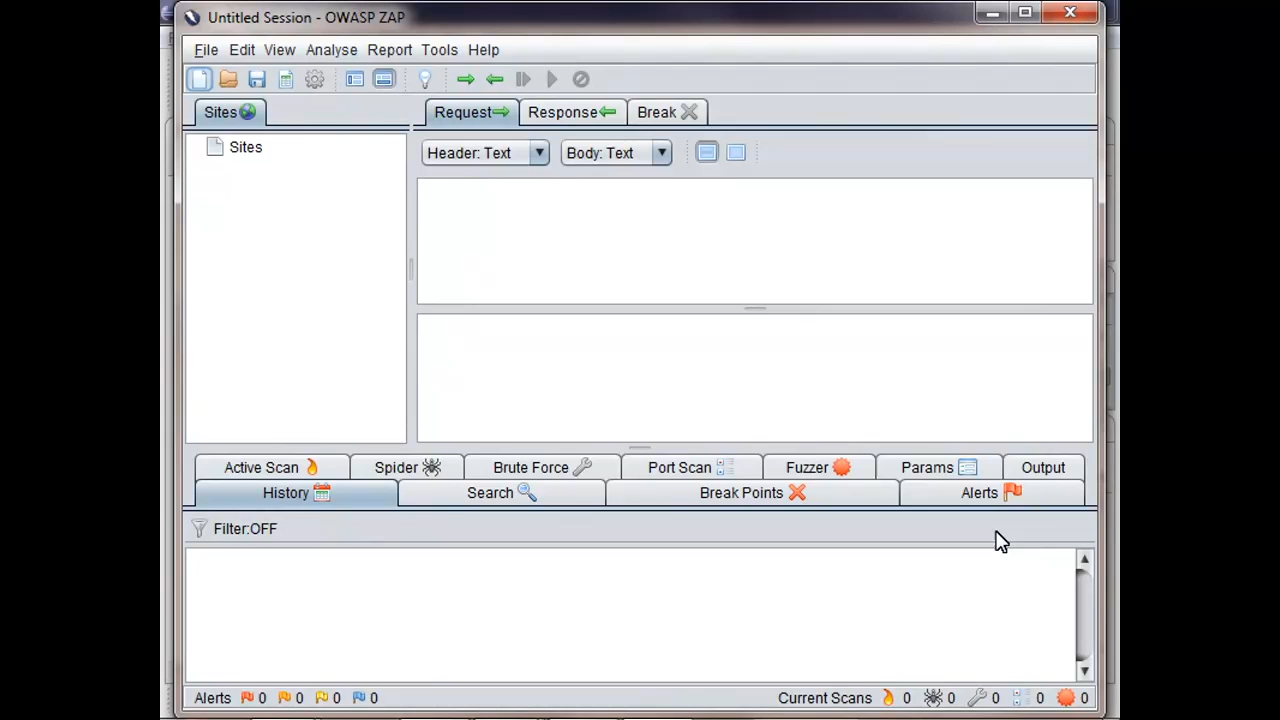 Untitled Session - OWASP ZAP
File Edit View Analyse Report Tools Help
Sites Request Response Break
Sites
Header: Text Body: Text
Active Scan Spider Brute Force Port Scan Fuzzer Params Output
History Search Break Points Alerts
Filter:OFF
Alerts 0 0 0 0 Current Scans 0 0 0 0 0